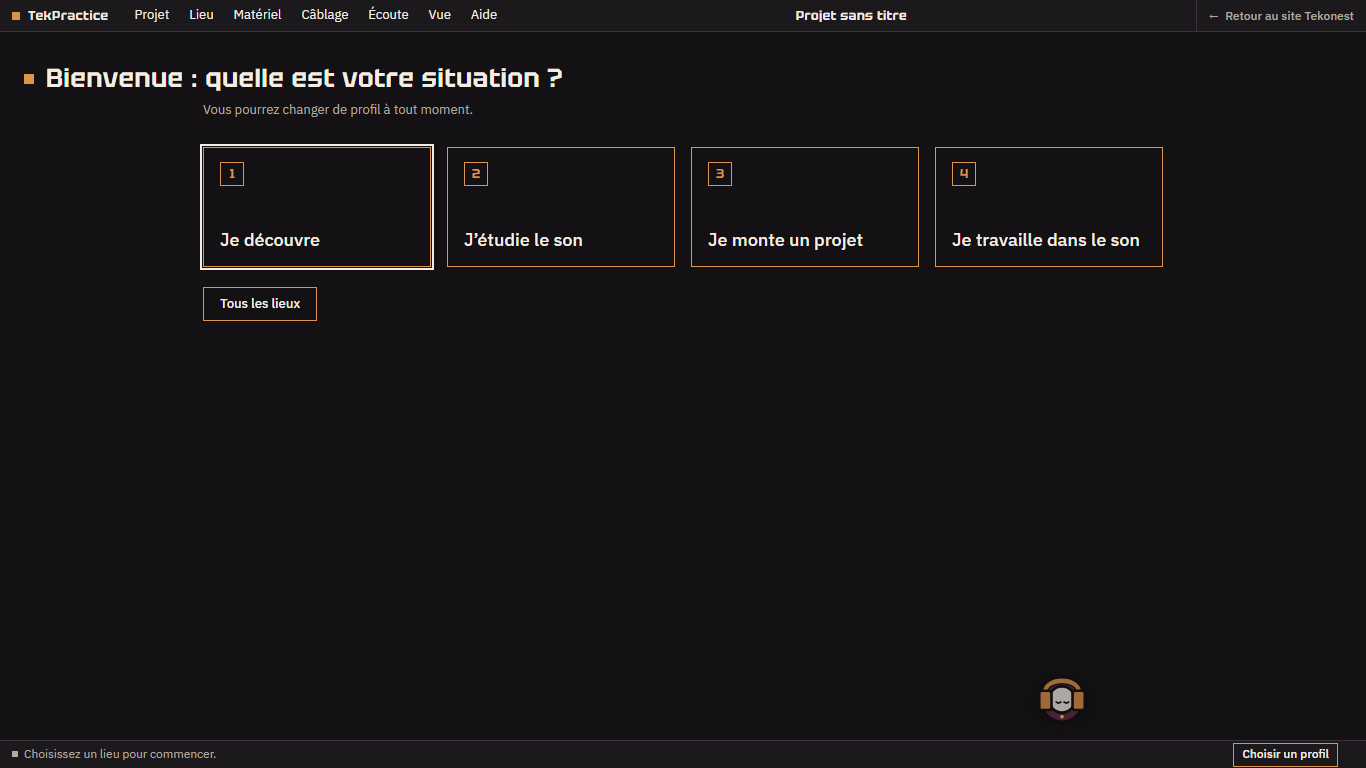 TekPractice Projet Lieu Matériel Câblage Écoute Vue Aide Projet sans titre ← Retour au site Tekonest
Bienvenue : quelle est votre situation ?
Vous pourrez changer de profil à tout moment.
1 2 3 4
Je découvre J’étudie le son Je monte un projet Je travaille dans le son
Tous les lieux
Choisissez un lieu pour commencer. Choisir un profil